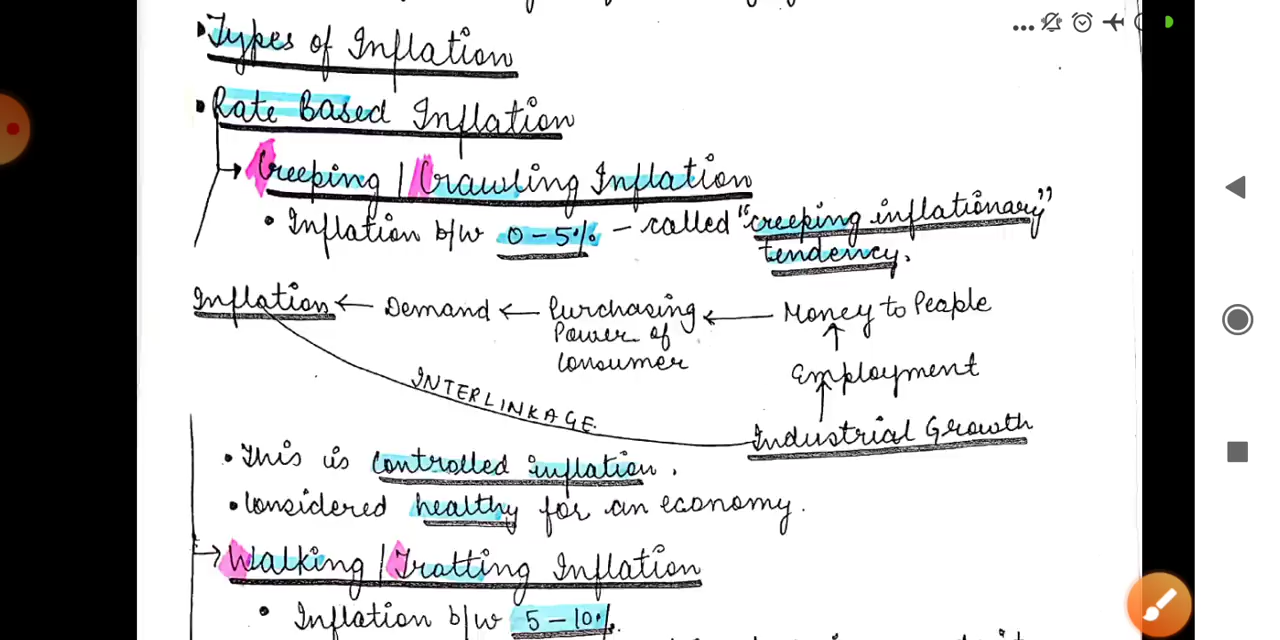 Types of Inflation
Rate Based Inflation
Creeping | Crawling Inflation
• Inflation b/w 0-5% - called "creeping inflationary"
tendency.
Inflation ← Demand ← Purchasing ← Money to People
Power of
consumer
Employment
INTERLINKAGE
Industrial Growth
• This is controlled inflation.
• Considered healthy for an economy.
Walking | Trotting Inflation
• Inflation b/w 5-10%.